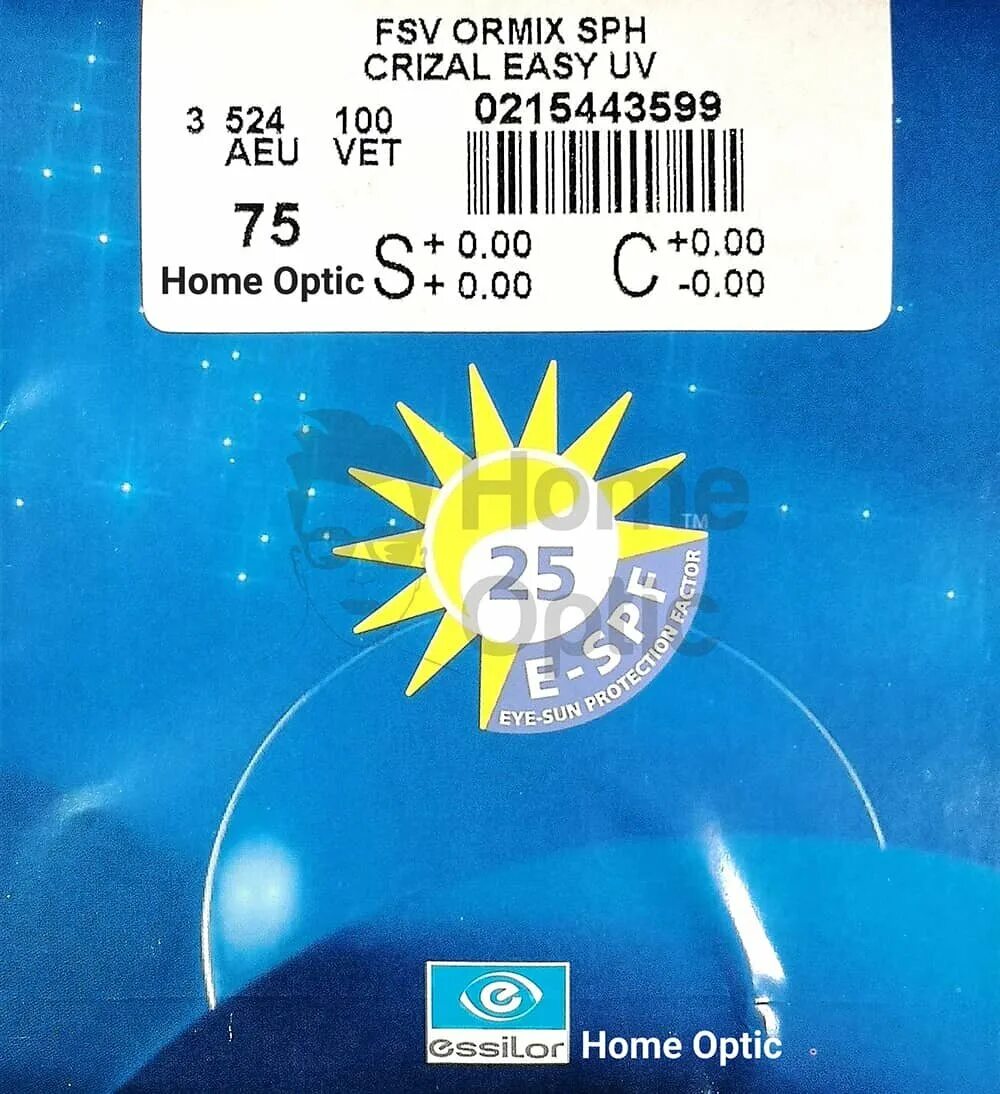 FSV ORMIX SPH
CRIZAL EASY UV
0215443599
3 524 100
AEU VET
75
S + 0.00 C +0.00
Home Optic + 0.00 -0.00
Home
Optic
TM
25
E-SPF
EYE-SUN PROTECTION FACTOR
e
essilor Home Optic